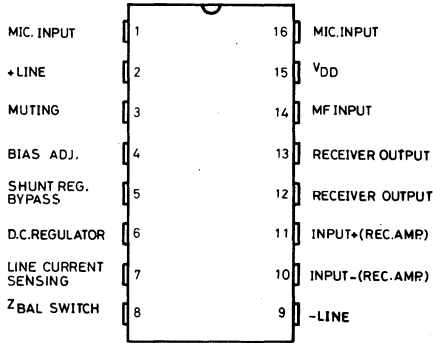 MIC. INPUT 1 16 MIC.INPUT
+LINE 2 15 VDD
MUTING 3 14 MF INPUT
BIAS ADJ. 4 13 RECEIVER OUTPUT
SHUNT REG.
BYPASS 5 12 RECEIVER OUTPUT
D.C.REGULATOR 6 11 INPUT+(REC.AMP.)
LINE CURRENT
SENSING 7 10 INPUT-(REC.AMP.)
ZBAL SWITCH 8 9 -LINE